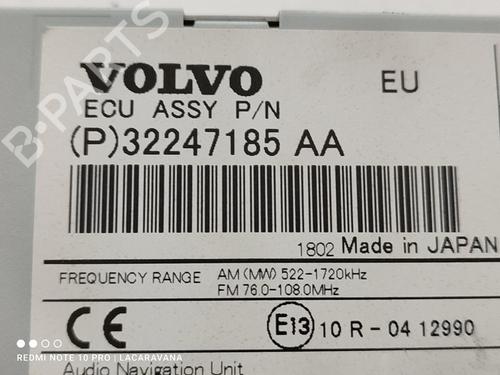 VOLVO EU
ECU ASSY P/N
(P)32247185 AA
1802 Made in JAPAN
FREQUENCY RANGE AM(MW) 522-1720kHz
FM 76.0-108.0MHz
CE E13 10 R - 04 12990
Audio Navigation Unit
B-PARTS
REDMI NOTE 10 PRO | LACARAVANA